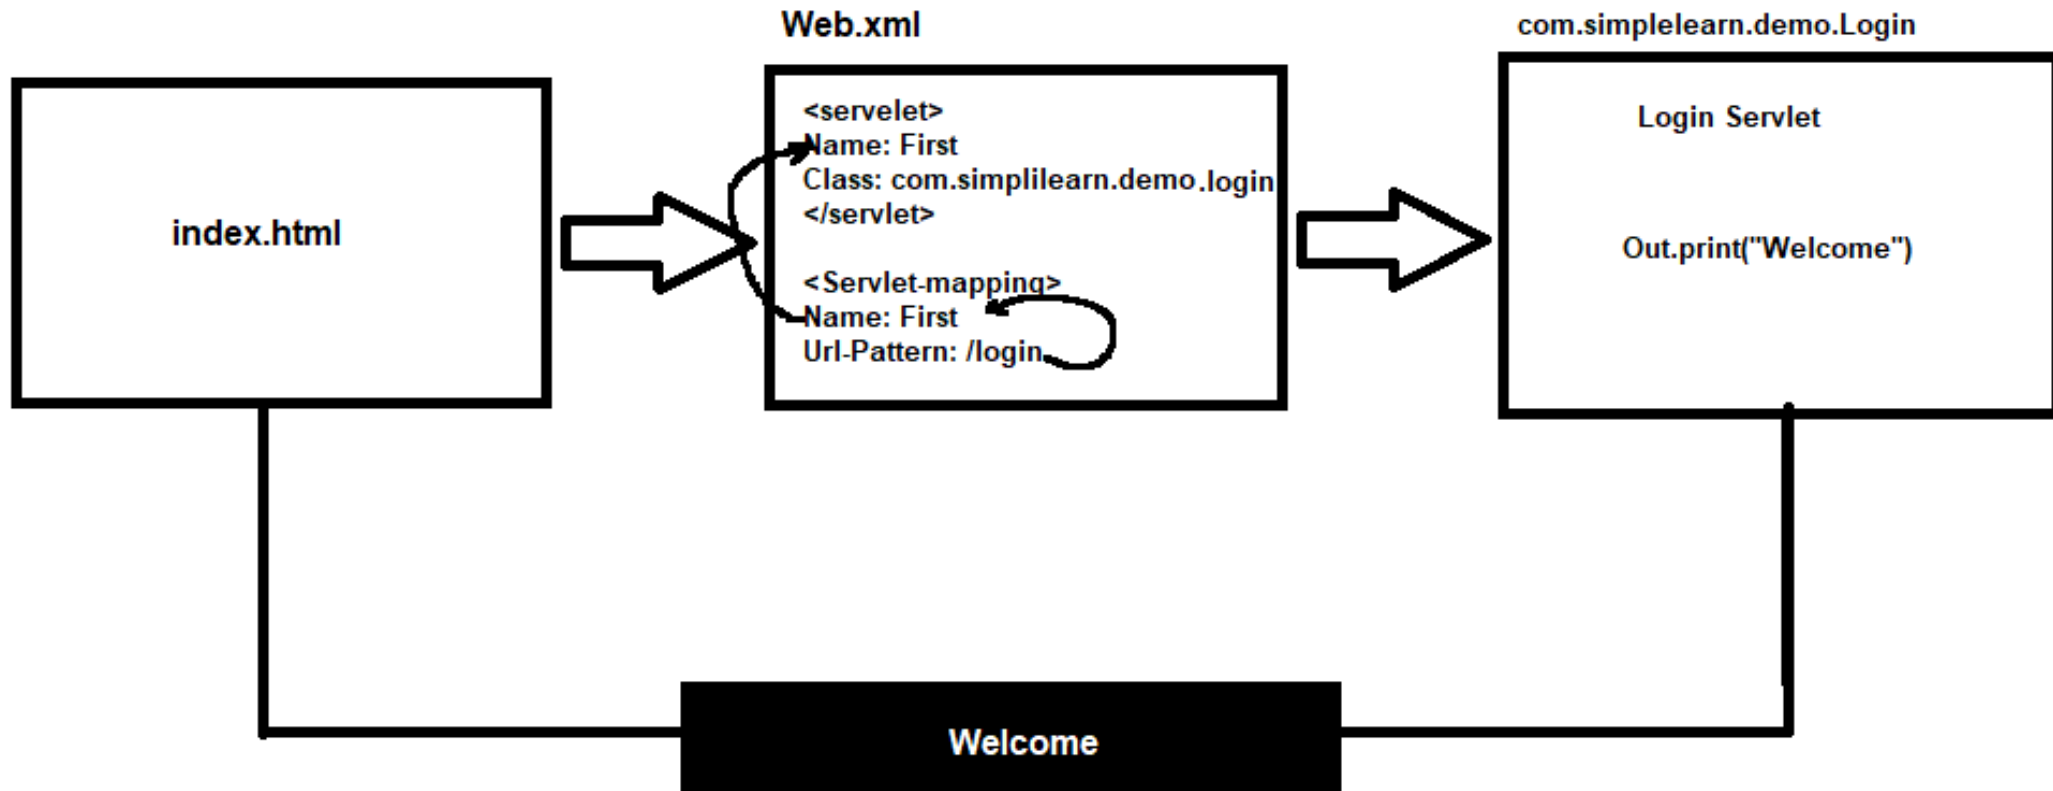 Web.xml
com.simplelearn.demo.Login
index.html
<servelet>
Name: First
Class: com.simplilearn.demo.login
</servlet>
<Servlet-mapping>
Name: First
Url-Pattern: /login
Login Servlet
Out.print("Welcome")
Welcome